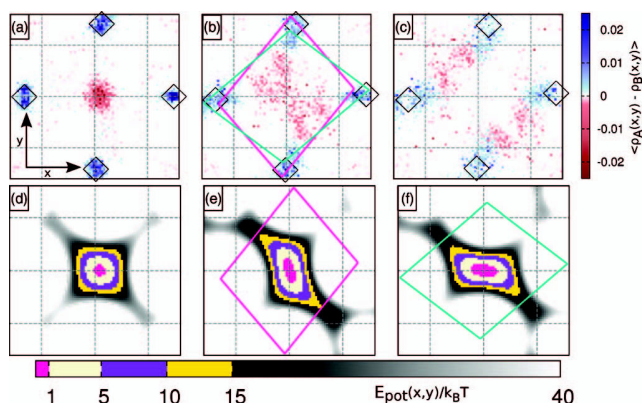 (a)
(b)
(c)
y
x
0.02
0.01
0
-0.01
-0.02
<ρA(x,y) - ρB(x,y)>
(d)
(e)
(f)
1 5 10 15 Epot(x,y)/kBT 40